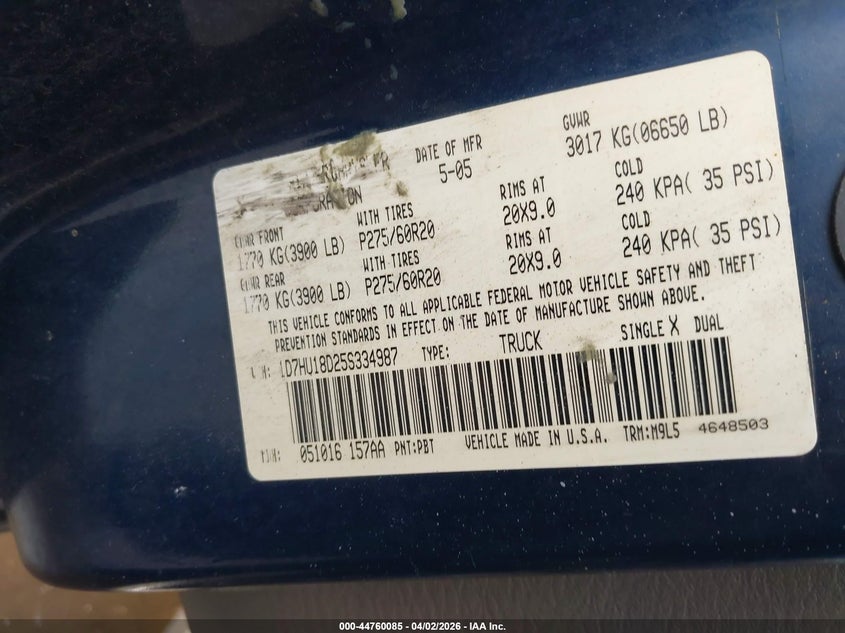 DATE OF MFR
5-05
GVWR
3017 KG(06650 LB)
FRONT
1770 KG(3900 LB)
WITH TIRES
P275/60R20
RIMS AT
20X9.0
COLD
240 KPA( 35 PSI)
REAR
1770 KG(3900 LB)
WITH-TIRES
P275/60R20
RIMS AT
20X9.0
COLD
240 KPA( 35 PSI)
THIS VEHICLE CONFORMS TO ALL APPLICABLE FEDERAL MOTOR VEHICLE SAFETY AND THEFT
PREVENTION STANDARDS IN EFFECT ON THE DATE OF MANUFACTURE SHOWN ABOVE.
1D7HU18D25S334987 TYPE: TRUCK SINGLE X DUAL
051016 157AA PNT:PBT VEHICLE MADE IN U.S.A. TRM:M9L5 4648503
000-44760085 - 04/02/2026 - IAA Inc.